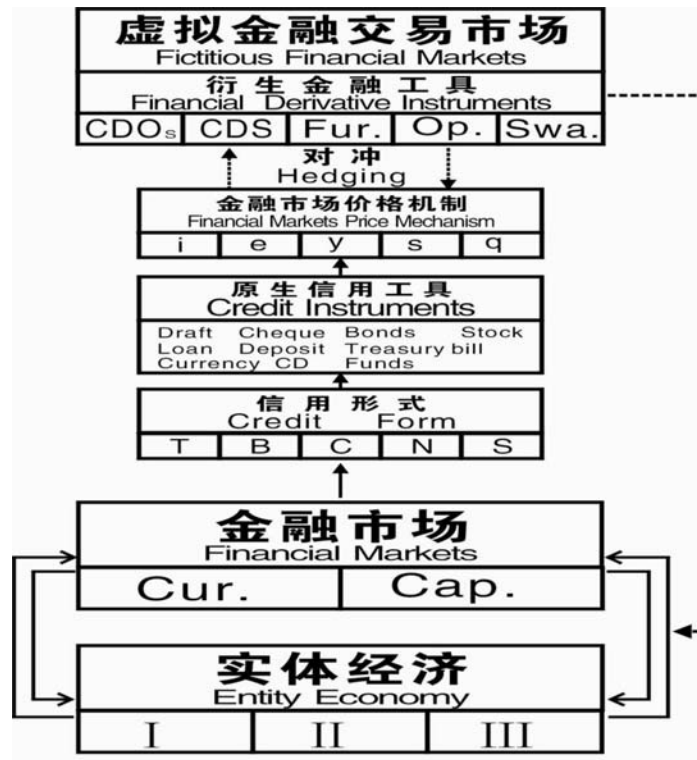 虚拟金融交易市场
Fictitious Financial Markets
衍生金融工具
Financial Derivative Instruments
CDOs CDS Fur. Op. Swa.
对冲
Hedging
金融市场价格机制
Financial Markets Price Mechanism
i e y s q
原生信用工具
Credit Instruments
Draft Cheque Bonds Stock
Loan Deposit Treasury bill
Currency CD Funds
信用形式
Credit Form
T B C N S
金融市场
Financial Markets
Cur. Cap.
实体经济
Entity Economy
I II III